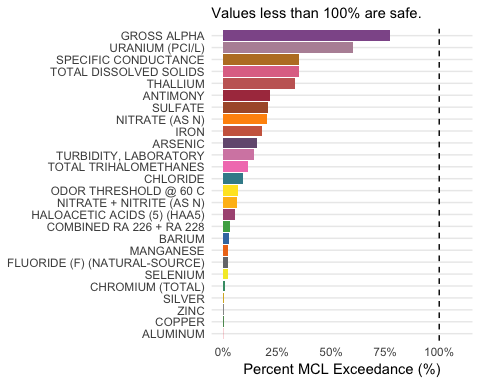 Values less than 100% are safe.
GROSS ALPHA
URANIUM (PCI/L)
SPECIFIC CONDUCTANCE
TOTAL DISSOLVED SOLIDS
THALLIUM
ANTIMONY
SULFATE
NITRATE (AS N)
IRON
ARSENIC
TURBIDITY, LABORATORY
TOTAL TRIHALOMETHANES
CHLORIDE
ODOR THRESHOLD @ 60 C
NITRATE + NITRITE (AS N)
HALOACETIC ACIDS (5) (HAA5)
COMBINED RA 226 + RA 228
BARIUM
MANGANESE
FLUORIDE (F) (NATURAL-SOURCE)
SELENIUM
CHROMIUM (TOTAL)
SILVER
ZINC
COPPER
ALUMINUM
0% 25% 50% 75% 100%
Percent MCL Exceedance (%)